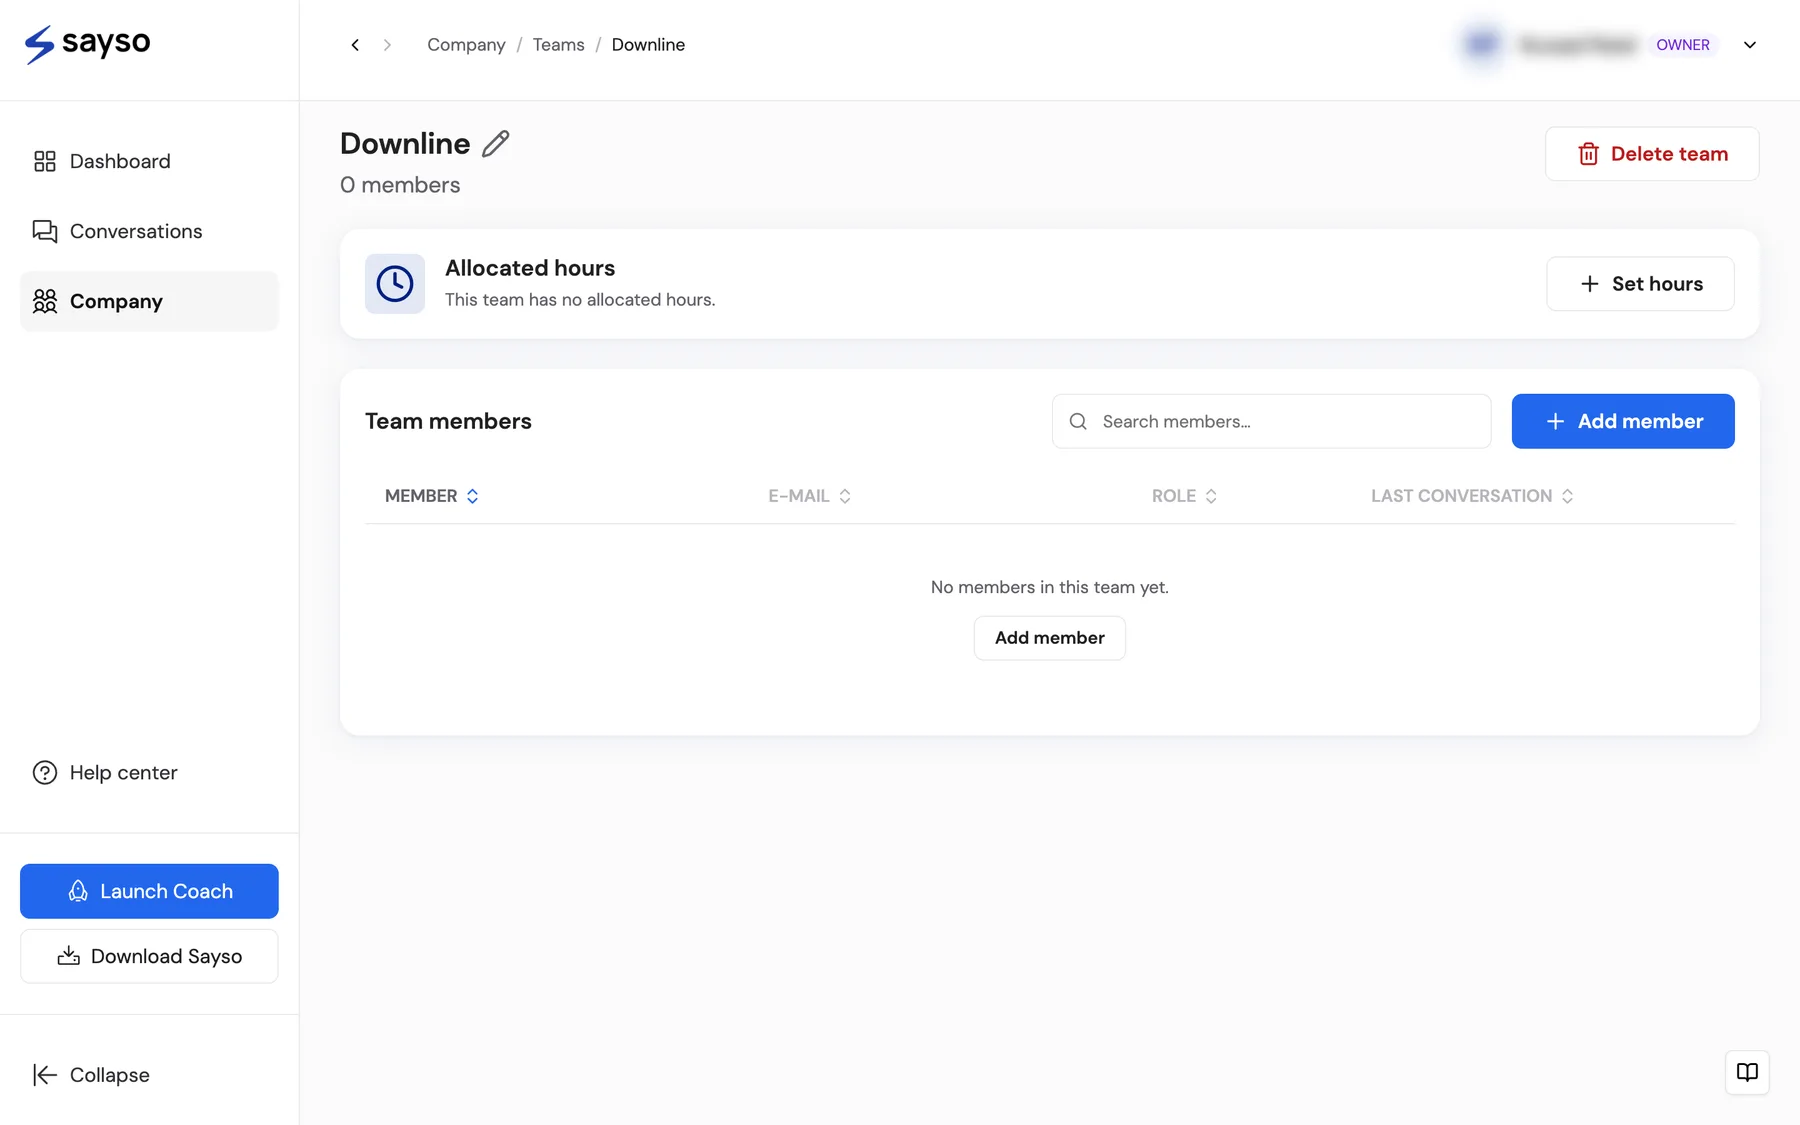 sayso
Company / Teams / Downline
OWNER
Dashboard
Conversations
Company
Help center
Launch Coach
Download Sayso
Collapse
Downline
0 members
Delete team
Allocated hours
This team has no allocated hours.
Set hours
Team members
Search members...
Add member
MEMBER E-MAIL ROLE LAST CONVERSATION
No members in this team yet.
Add member